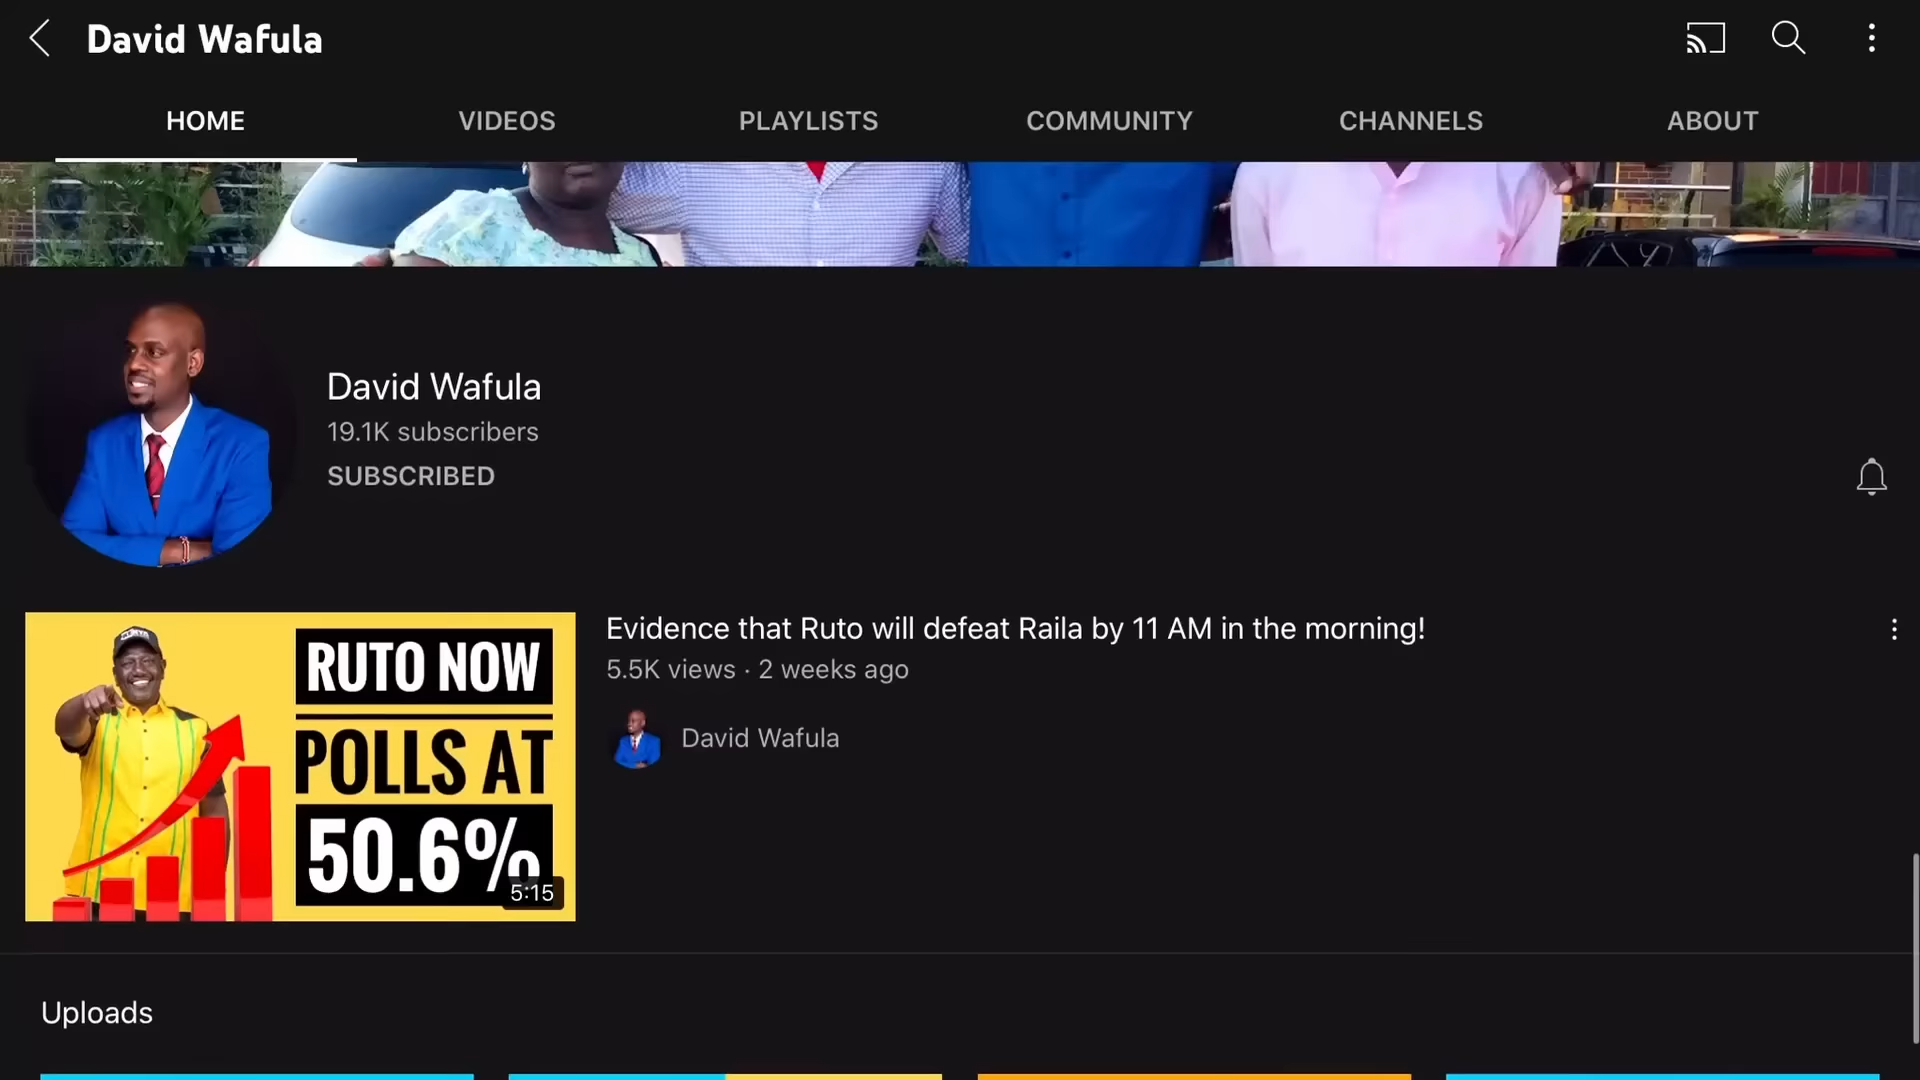 David Wafula
HOME
VIDEOS
PLAYLISTS
COMMUNITY
CHANNELS
ABOUT
David Wafula
19.1K subscribers
SUBSCRIBED
RUTO NOW
POLLS AT
50.6%
5:15
Evidence that Ruto will defeat Raila by 11 AM in the morning!
5.5K views · 2 weeks ago
David Wafula
Uploads